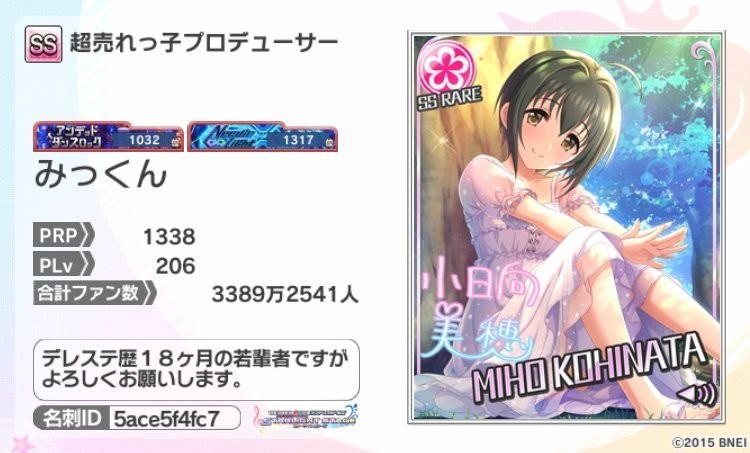 SS 超売れっ子プロデューサー
SS RARE
アンデッド
ダンスロック 1032 位
1317 位
みっくん
PRP 1338
PLv 206
合計ファン数 3389万2541人
小日向
美穂
MIHO KOHINATA
デレステ歴18ヶ月の若輩者ですが
よろしくお願いします。
名刺ID 5ace5f4fc7
STARLIGHT STAGE
©2015 BNEI